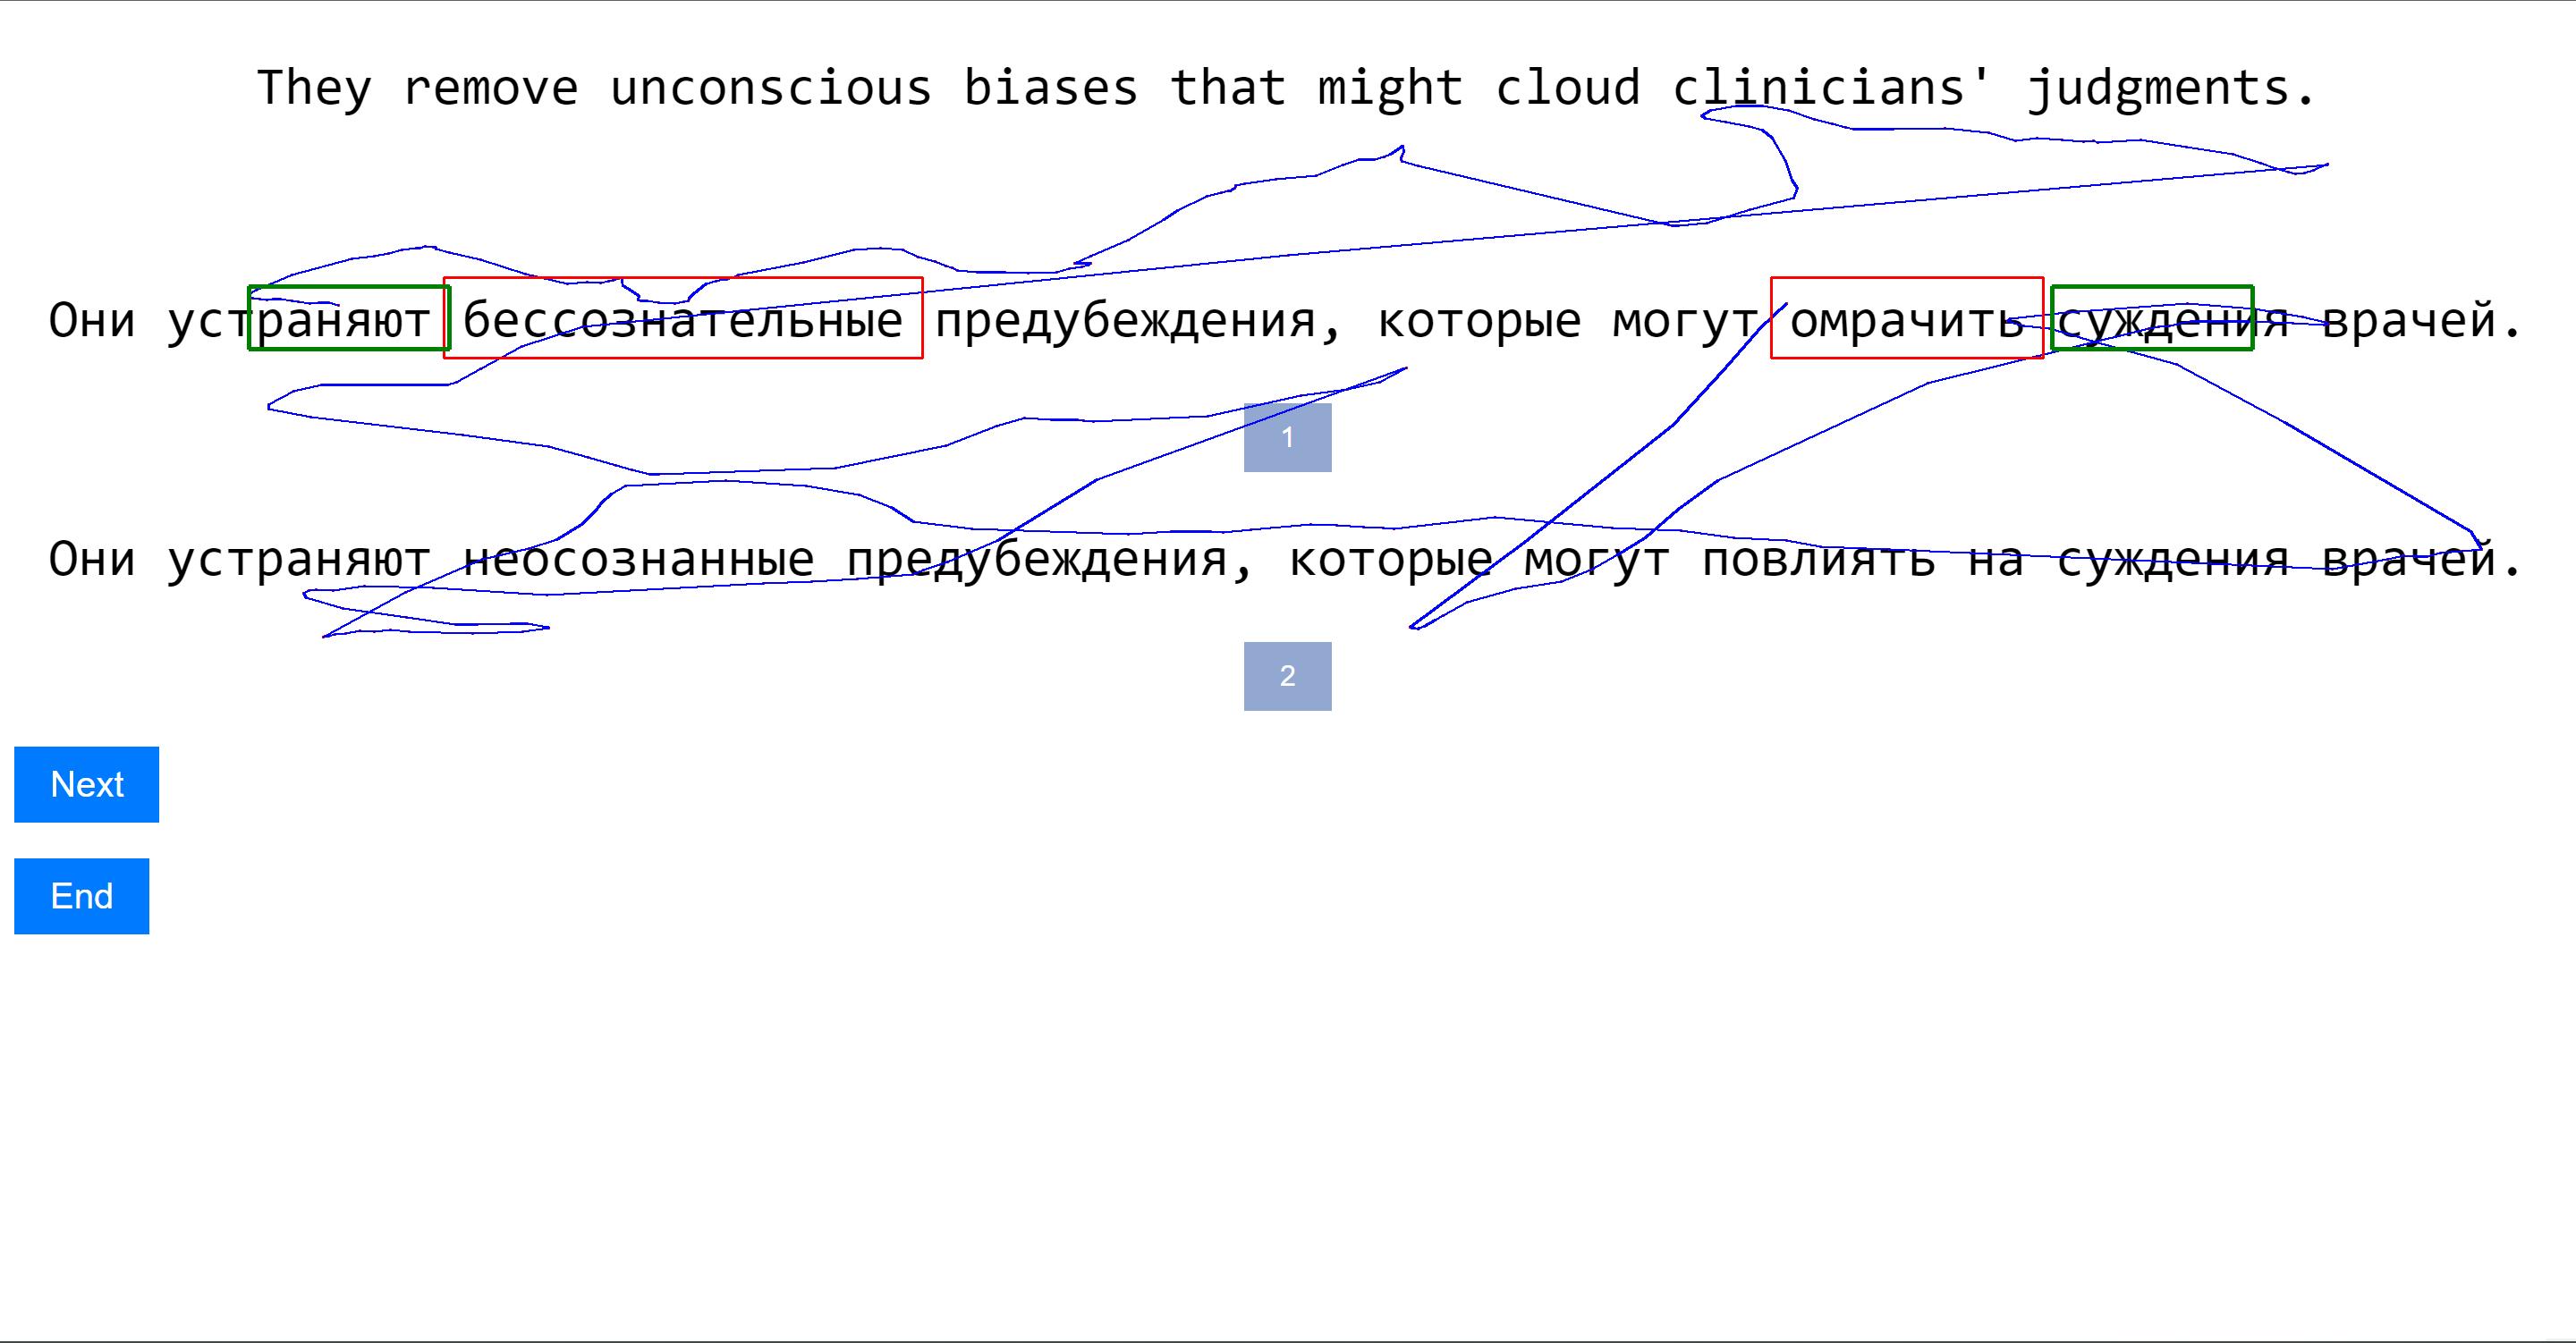 They remove unconscious biases that might cloud clinicians' judgments.
Они устраняют бессознательные предубеждения, которые могут омрачить суждения врачей.
1
Они устраняют неосознанные предубеждения, которые могут повлиять на суждения врачей.
2
Next
End